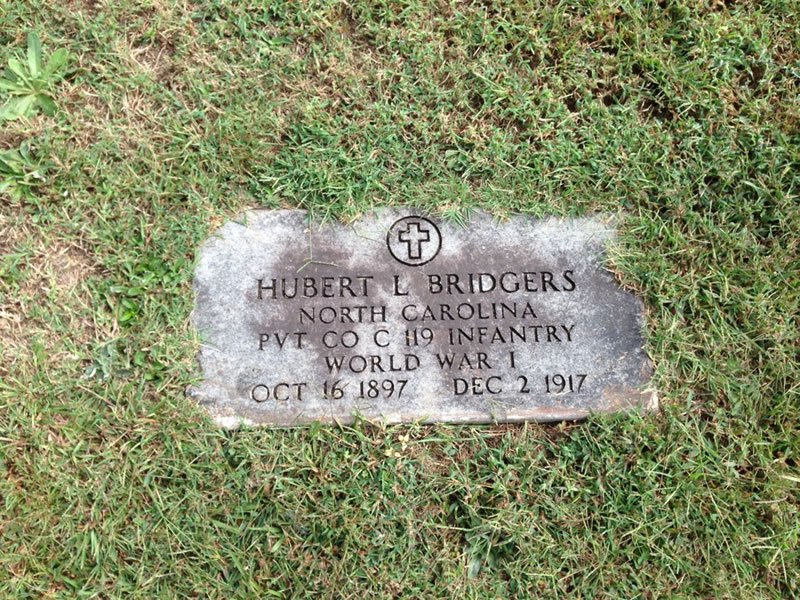 HUBERT L BRIDGERS
NORTH CAROLINA
PVT CO C 119 INFANTRY
WORLD WAR I
OCT 16 1897 DEC 2 1917